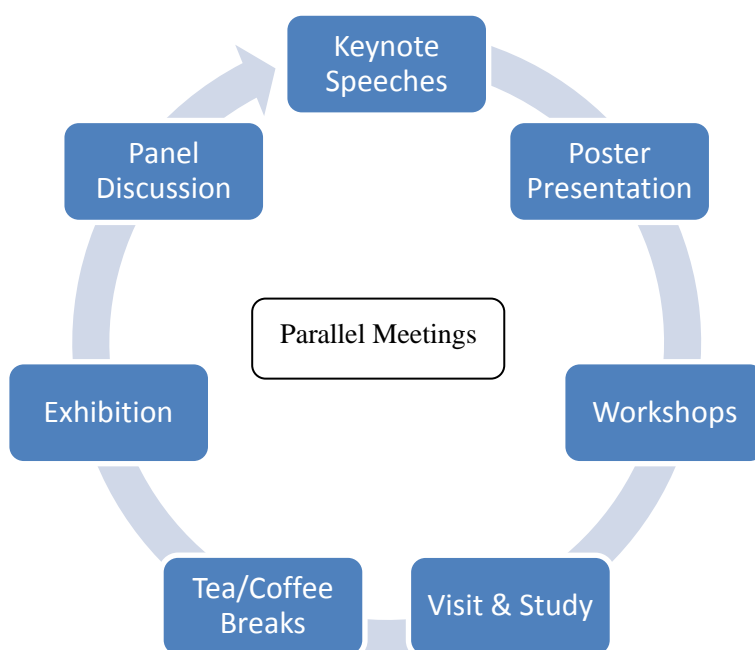 Keynote
Speeches
Poster
Presentation
Workshops
Visit & Study
Tea/Coffee
Breaks
Exhibition
Panel
Discussion
Parallel Meetings